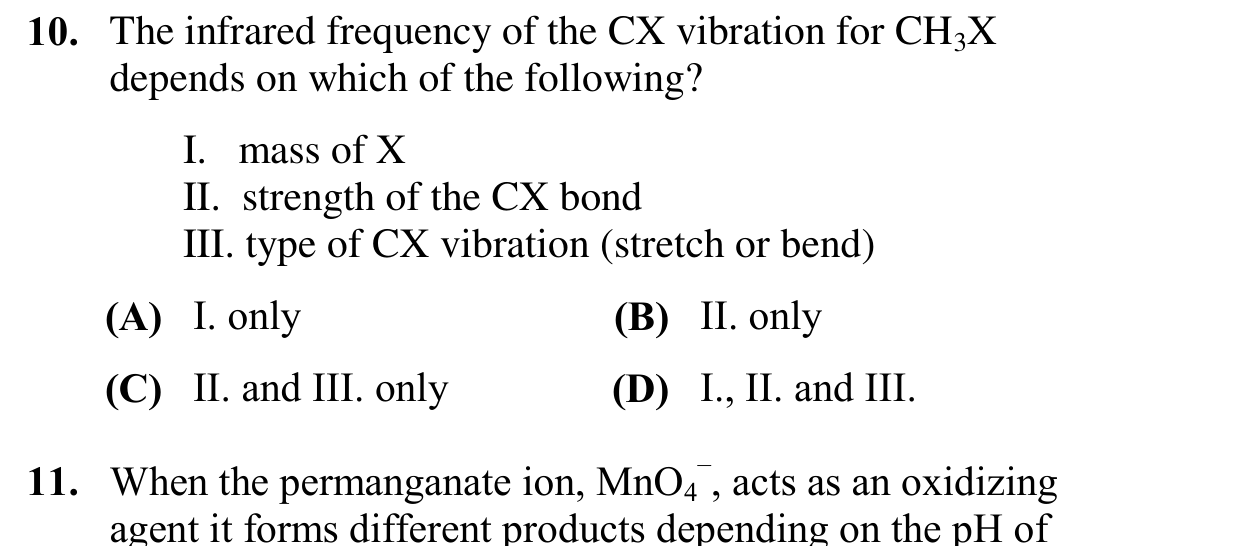 10. The infrared frequency of the CX vibration for CH₃X
depends on which of the following?
I. mass of X
II. strength of the CX bond
III. type of CX vibration (stretch or bend)
(A) I. only (B) II. only
(C) II. and III. only (D) I., II. and III.
11. When the permanganate ion, MnO₄⁻, acts as an oxidizing
agent it forms different products depending on the pH of